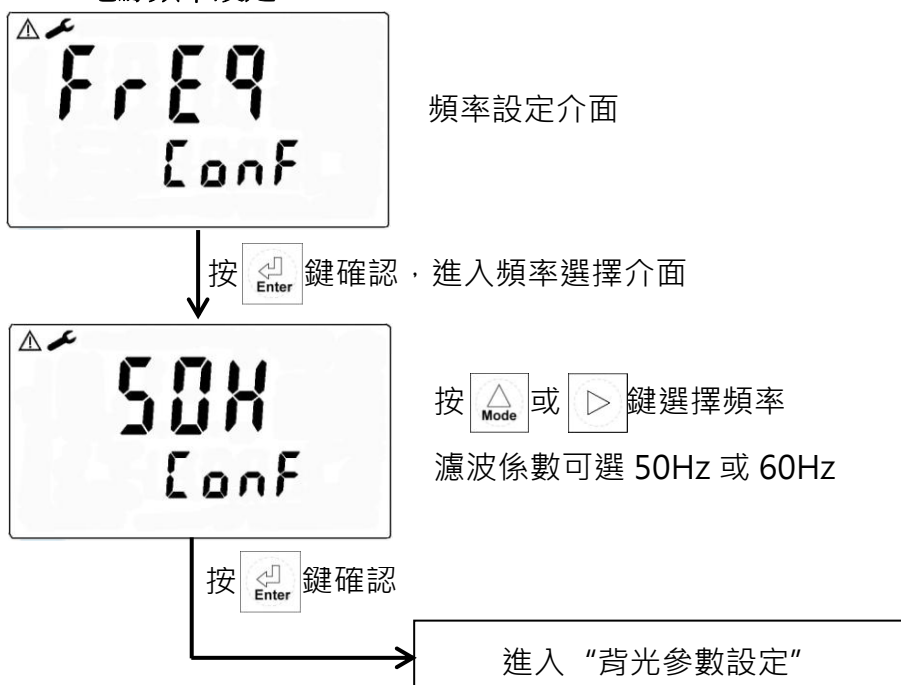 FrEq
ConF
頻率設定介面
按 Enter 鍵確認，進入頻率選擇介面
50H
ConF
按 Mode 或 鍵選擇頻率
濾波係數可選 50Hz 或 60Hz
按 Enter 鍵確認
進入“背光參數設定”